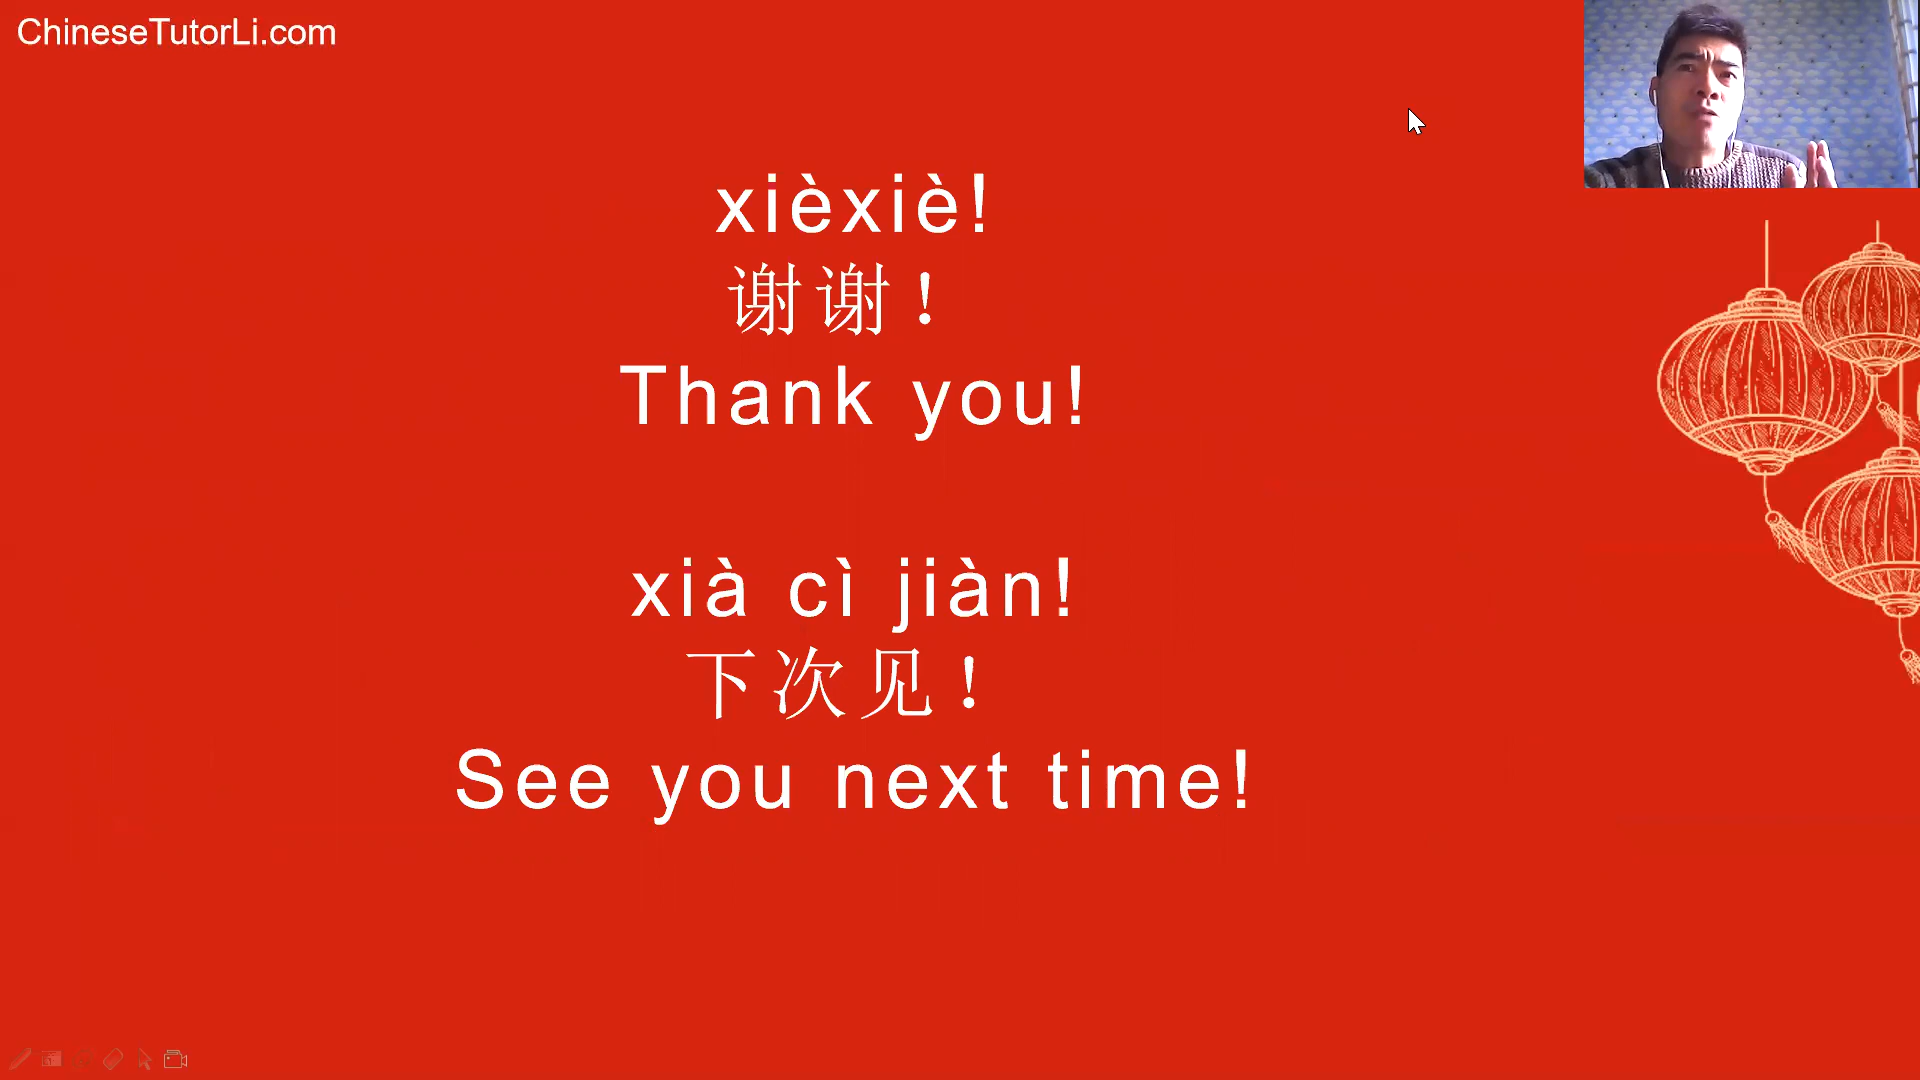 ChineseTutorLi.com
xièxiè!
谢谢！
Thank you!
xià cì jiàn!
下次见！
See you next time!